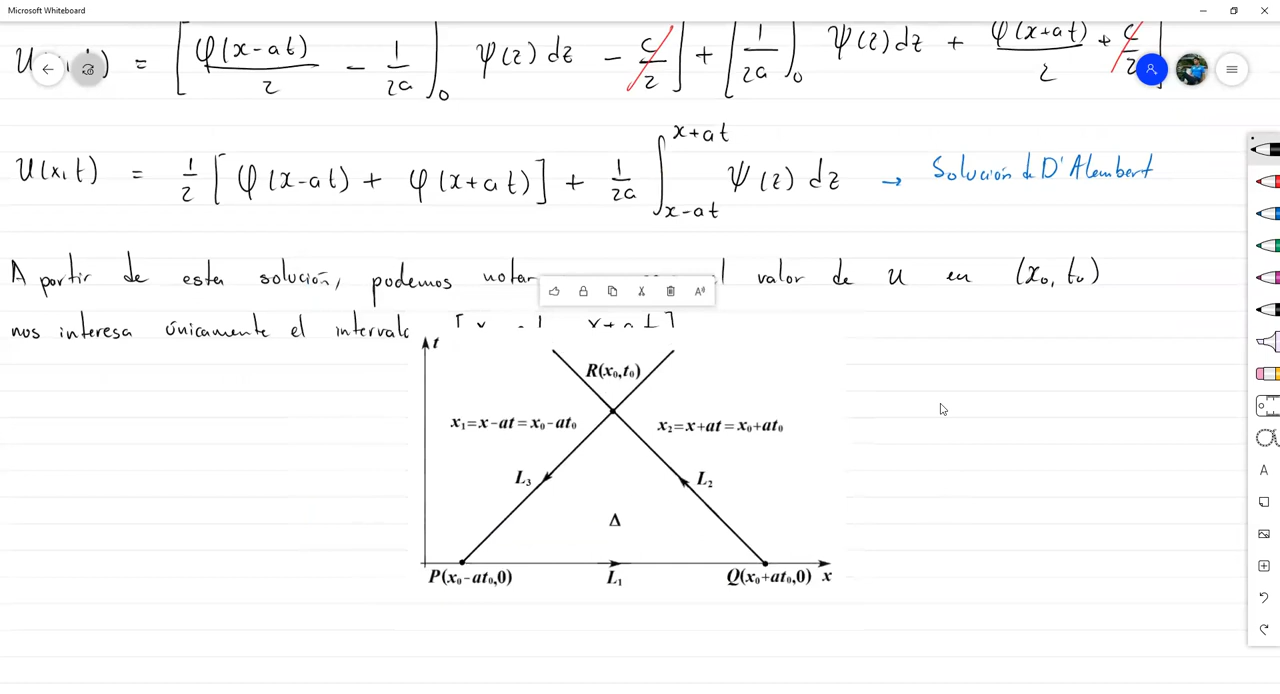 Microsoft Whiteboard
U( ) = [ φ(x-at)/2 - 1/2a ∫₀ ψ(z) dz - c/2 ] + [ 1/2a ∫₀ ψ(z) dz + φ(x+at)/2 + c/2 ]
U(x,t) = 1/2 [ φ(x-at) + φ(x+at) ] + 1/2a ∫_{x-at}^{x+at} ψ(z) dz → Solución de D'Alembert
A partir de esta solución, podemos notar valor de u en (x₀, t₀)
nos interesa únicamente el intervalo
t
R(x₀,t₀)
x₁=x-at=x₀-at₀ x₂=x+at=x₀+at₀
L₃ L₂
Δ
P(x₀-at₀,0) L₁ Q(x₀+at₀,0) x